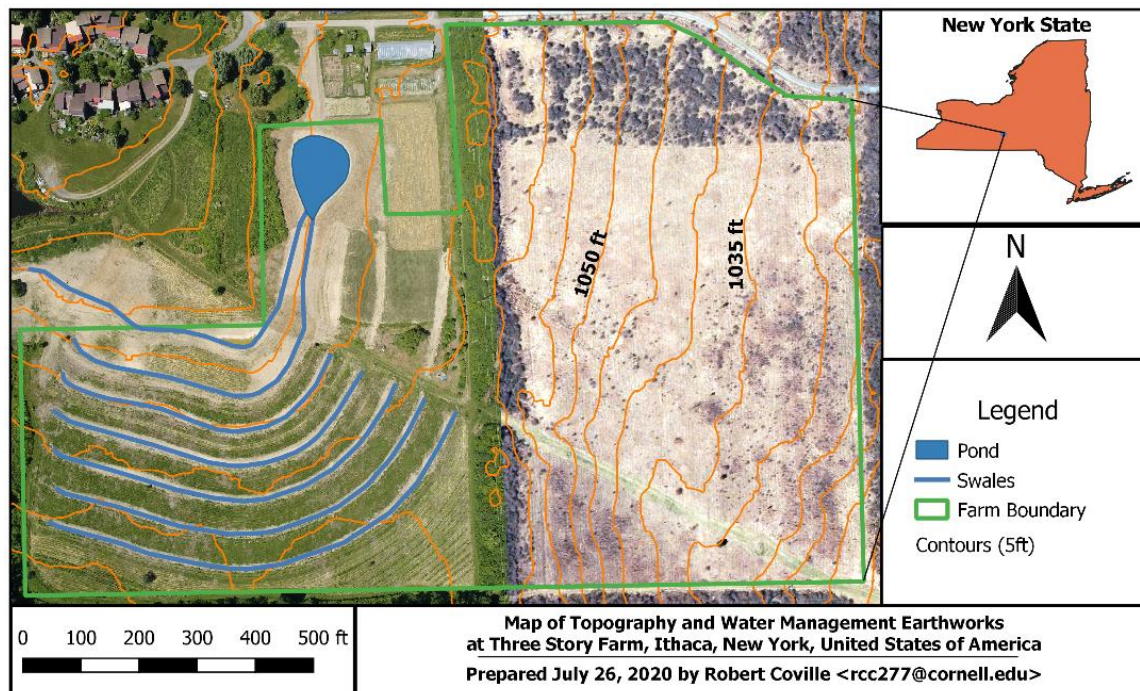 New York State
1050 ft
1035 ft
N
Legend
Pond
Swales
Farm Boundary
Contours (5ft)
0 100 200 300 400 500 ft
Map of Topography and Water Management Earthworks
at Three Story Farm, Ithaca, New York, United States of America
Prepared July 26, 2020 by Robert Coville <rcc277@cornell.edu>